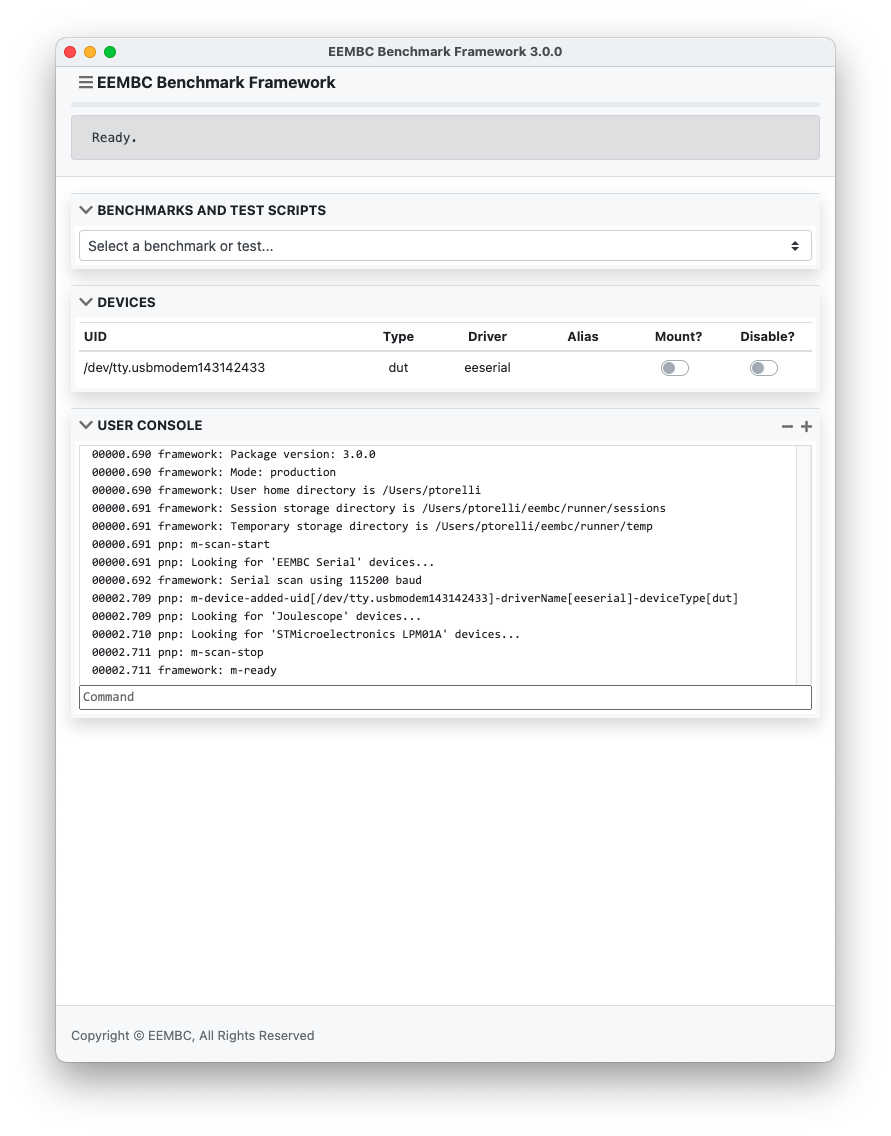 EEMBC Benchmark Framework 3.0.0
EEMBC Benchmark Framework
Ready.
BENCHMARKS AND TEST SCRIPTS
Select a benchmark or test...
DEVICES
UID Type Driver Alias Mount? Disable?
/dev/tty.usbmodem143142433 dut eeserial
USER CONSOLE
00000.690 framework: Package version: 3.0.0
00000.690 framework: Mode: production
00000.690 framework: User home directory is /Users/ptorelli
00000.691 framework: Session storage directory is /Users/ptorelli/eembc/runner/sessions
00000.691 framework: Temporary storage directory is /Users/ptorelli/eembc/runner/temp
00000.691 pnp: m-scan-start
00000.691 pnp: Looking for 'EEMBC Serial' devices...
00000.692 framework: Serial scan using 115200 baud
00002.709 pnp: m-device-added-uid[/dev/tty.usbmodem143142433]-driverName[eeserial]-deviceType[dut]
00002.709 pnp: Looking for 'Joulescope' devices...
00002.710 pnp: Looking for 'STMicroelectronics LPM01A' devices...
00002.711 pnp: m-scan-stop
00002.711 framework: m-ready
Command
Copyright © EEMBC, All Rights Reserved